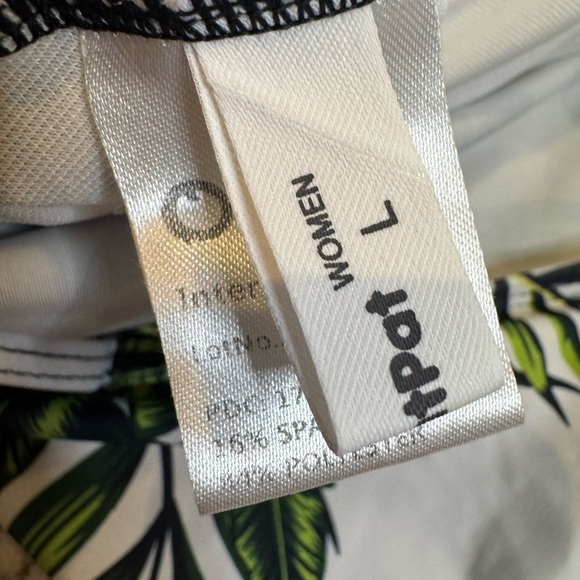 WOMEN
L
tPat
Inter
LotNo.
PDC: 17
16% SPA
POLYESTER